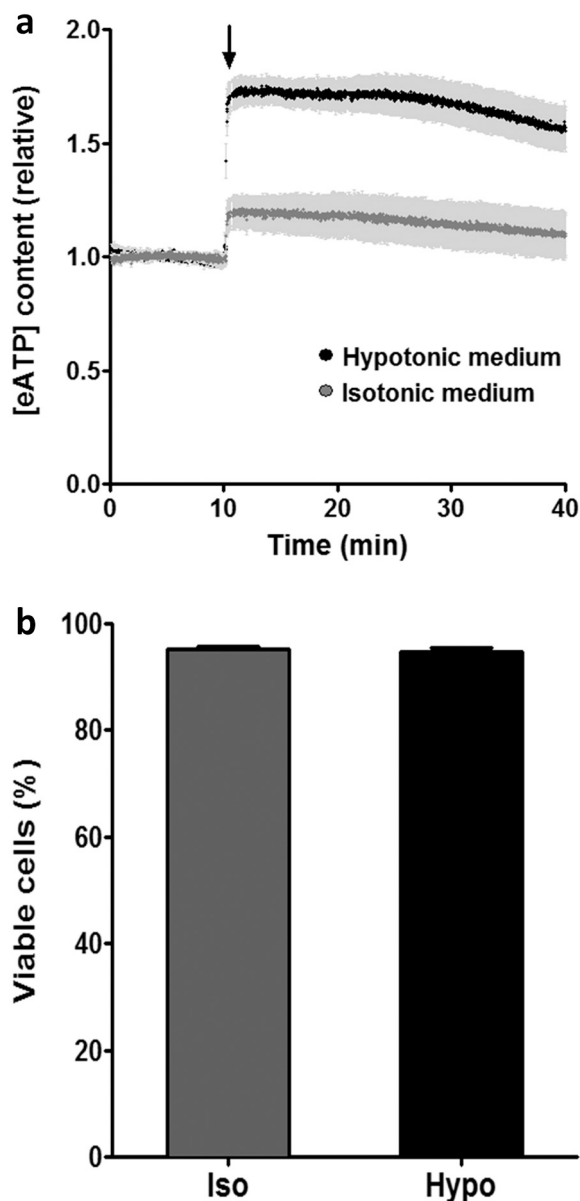 a
[eATP] content (relative)
2.0
1.5
1.0
0.5
0.0
Hypotonic medium
Isotonic medium
0 10 20 30 40
Time (min)
b
Viable cells (%)
100
80
60
40
20
0
Iso Hypo